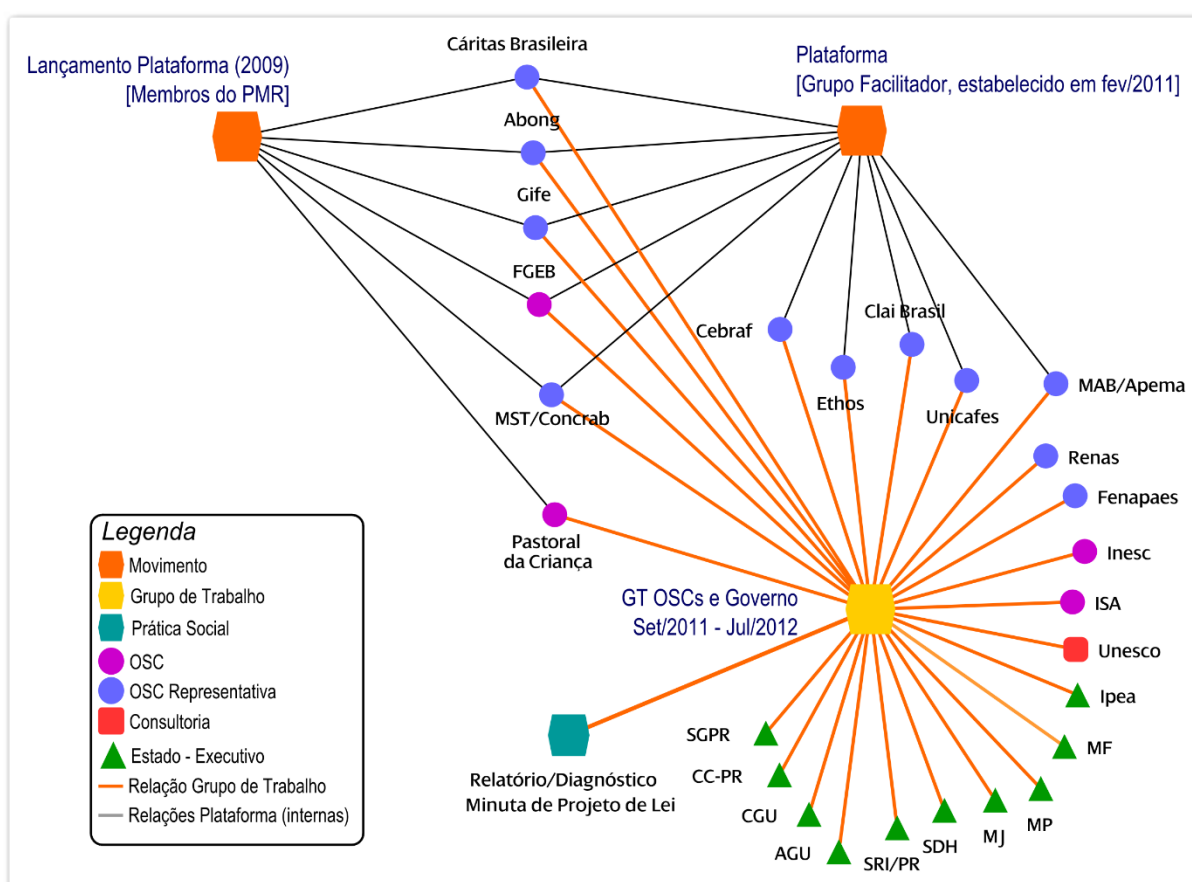 Cáritas Brasileira
Lançamento Plataforma (2009)
[Membros do PMR]
Plataforma
[Grupo Facilitador, estabelecido em fev/2011]
Abong
Gife
FGEB
Cebraf
Clai Brasil
MAB/Apema
Ethos
Unicafes
MST/Concrab
Renas
Fenapaes
Pastoral
da Criança
Inesc
GT OSCs e Governo
Set/2011 - Jul/2012
ISA
Unesco
Ipea
MF
SGPR
CC-PR
CGU
AGU
SRI/PR
SDH
MJ
MP
Relatório/Diagnóstico
Minuta de Projeto de Lei
Legenda
Movimento
Grupo de Trabalho
Prática Social
OSC
OSC Representativa
Consultoria
Estado - Executivo
Relação Grupo de Trabalho
Relações Plataforma (internas)